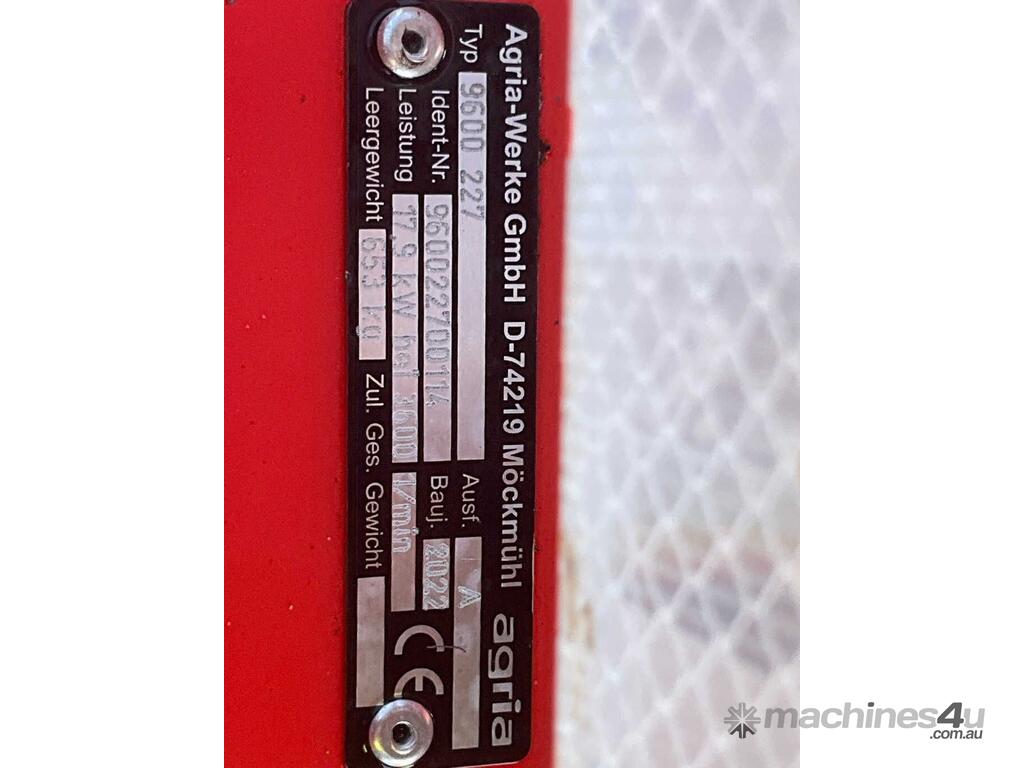 Agria-Werke GmbH D-74219 Möckmühl agria
Typ 9600 227 Ausf. A
Ident-Nr. 960022700114 Bauj. 2022
Leistung 17,9 kW bei 3600 1/min
Leergewicht 653 kg Zul. Ges. Gewicht
CE
machines4u
.com.au